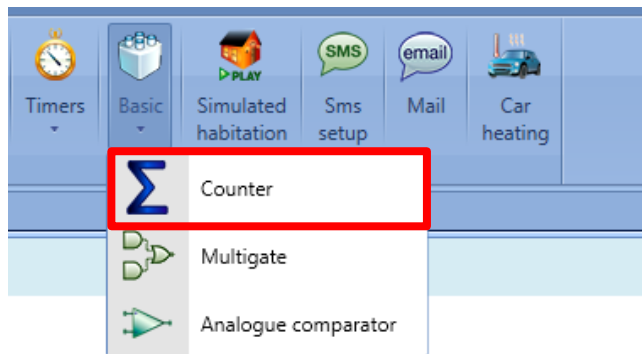 PLAY
SMS
email
Timers
Basic
Simulated
habitation
Sms
setup
Mail
Car
heating
Counter
Multigate
Analogue comparator